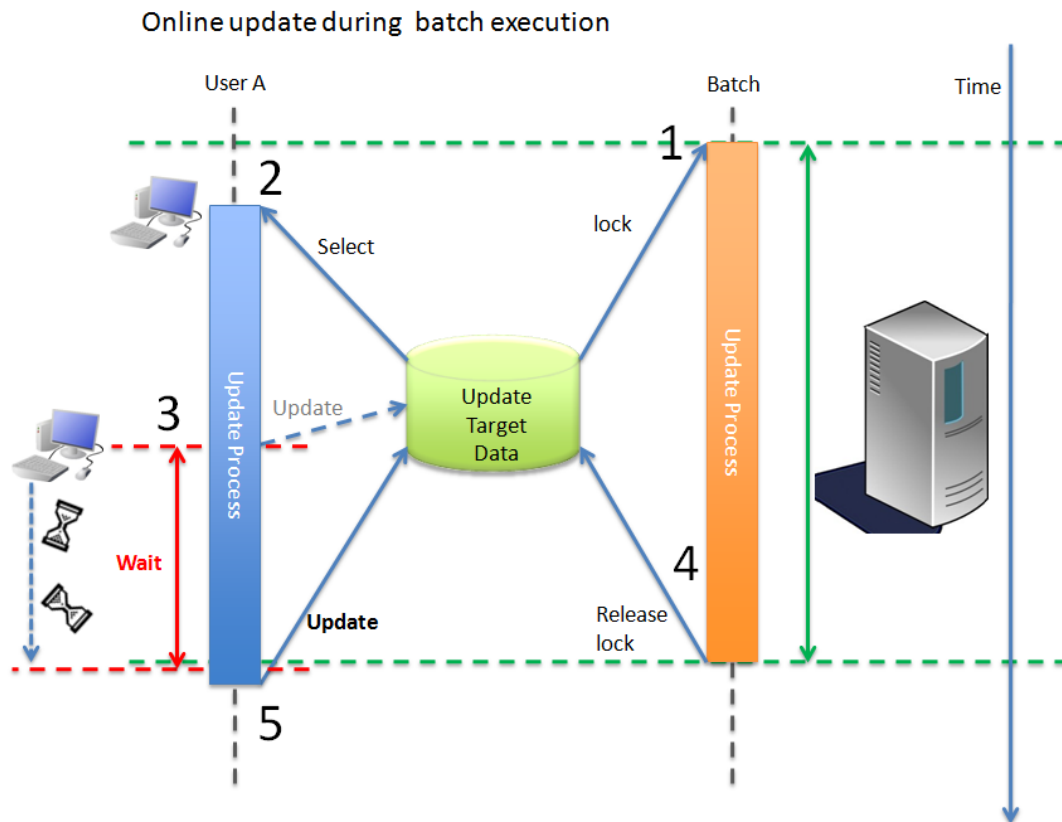 Online update during batch execution
User A
Batch
Time
1
2
lock
Select
Update Process
Update Process
3
Update
Update
Target
Data
Wait
4
Release
lock
Update
5